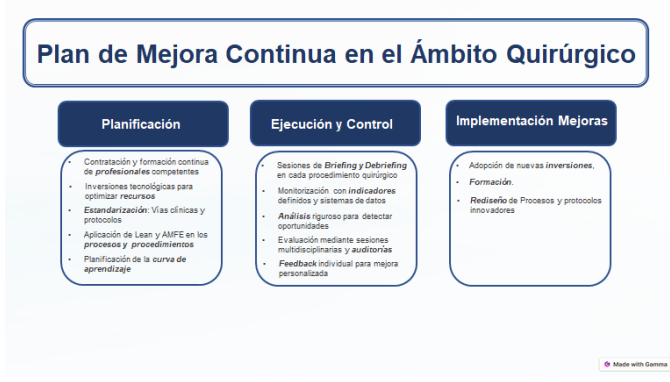 Plan de Mejora Continua en el Ámbito Quirúrgico
Planificación
• Contratación y formación continua
de profesionales competentes
• Inversiones tecnológicas para
optimizar recursos
• Estandarización: Vías clínicas y
protocolos
• Aplicación de Lean y AMFE en los
procesos y procedimientos
• Planificación de la curva de
aprendizaje
Ejecución y Control
• Sesiones de Briefing y Debriefing
en cada procedimiento quirúrgico
• Monitorización con indicadores
definidos y sistemas de datos
• Análisis riguroso para detectar
oportunidades
• Evaluación mediante sesiones
multidisciplinarias y auditorías
• Feedback individual para mejora
personalizada
Implementación Mejoras
• Adopción de nuevas inversiones,
• Formación.
• Rediseño de Procesos y protocolos
innovadores
Made with Gamma